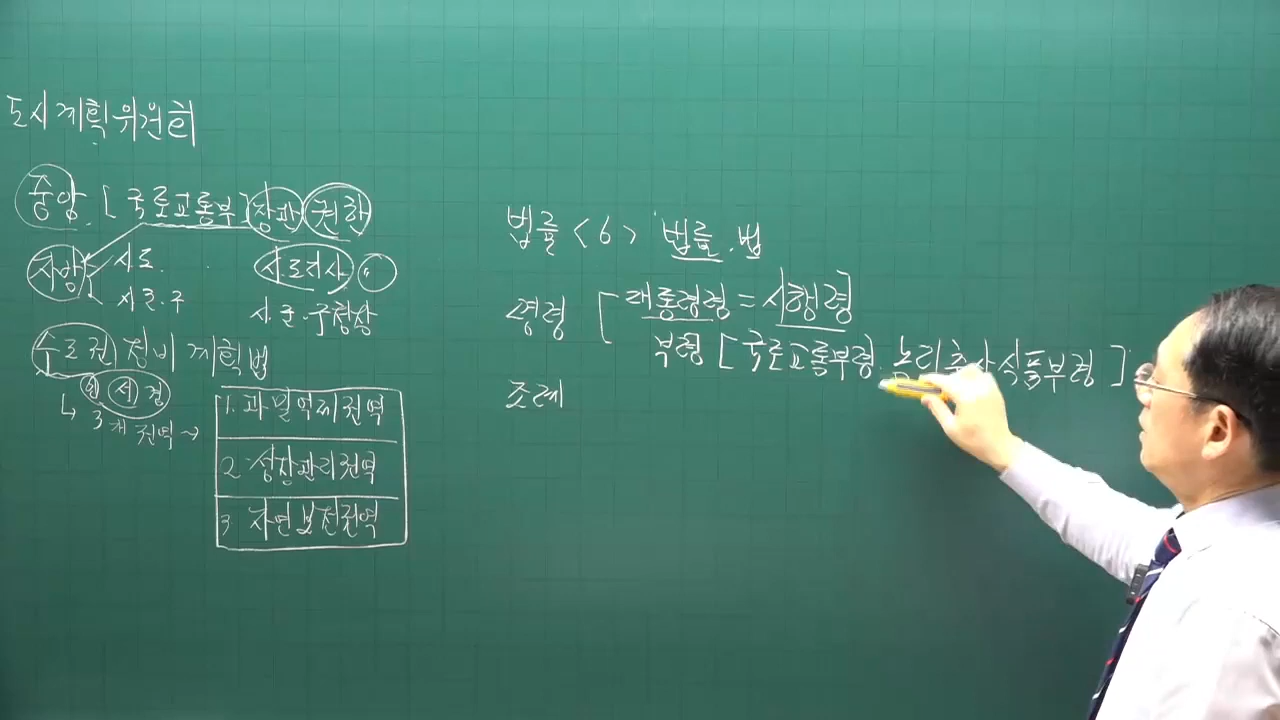 도시계획위원회
중앙 [국토교통부]장관 권한
지방 시·도. 시·도지사 〃
시·군·구 시·군·구청장
수도권정비계획법
인 서 경
3개 권역 →
1. 과밀억제권역
2. 성장관리권역
3. 자연보전권역
법률 <6> 법률. 법
명령 [ 대통령령 = 시행령
부령 [국토교통부령. 농림축산식품부령]
조례